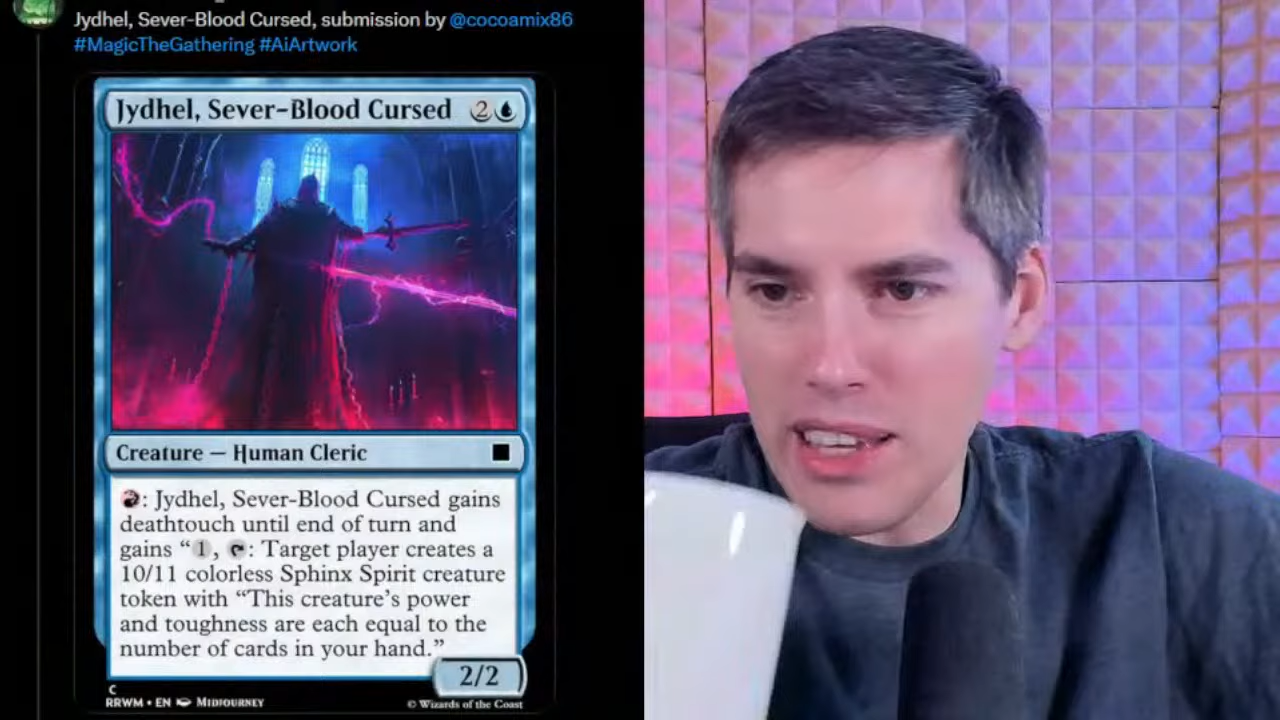 Jydhel, Sever-Blood Cursed, submission by @cocoamix86
#MagicTheGathering #AiArtwork
Jydhel, Sever-Blood Cursed 2
Creature — Human Cleric
: Jydhel, Sever-Blood Cursed gains
deathtouch until end of turn and
gains “1, : Target player creates a
10/11 colorless Sphinx Spirit creature
token with “This creature’s power
and toughness are each equal to the
number of cards in your hand.”
2/2
C
RRWM • EN MIDJOURNEY
© Wizards of the Coast